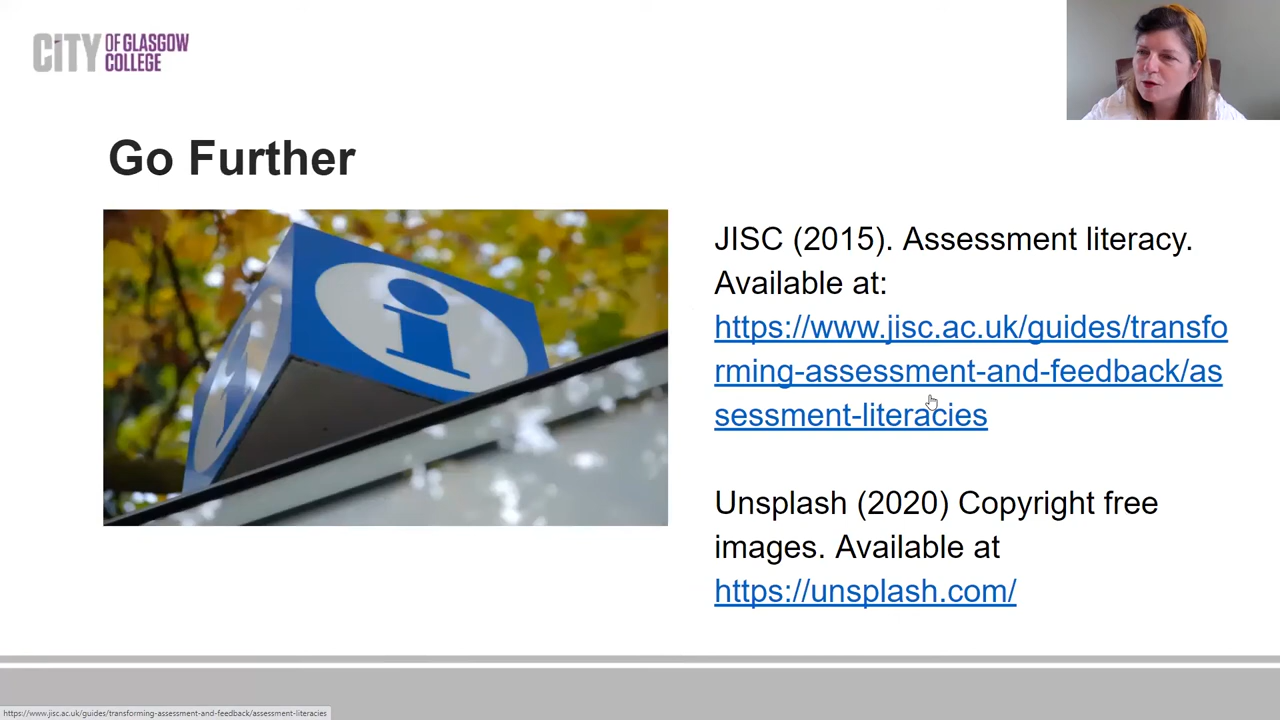 CiTY OF GLASGOW
COLLEGE
Go Further
i
JISC (2015). Assessment literacy.
Available at:
https://www.jisc.ac.uk/guides/transfo
rming-assessment-and-feedback/as
sessment-literacies
Unsplash (2020) Copyright free
images. Available at
https://unsplash.com/
https://www.jisc.ac.uk/guides/transforming-assessment-and-feedback/assessment-literacies